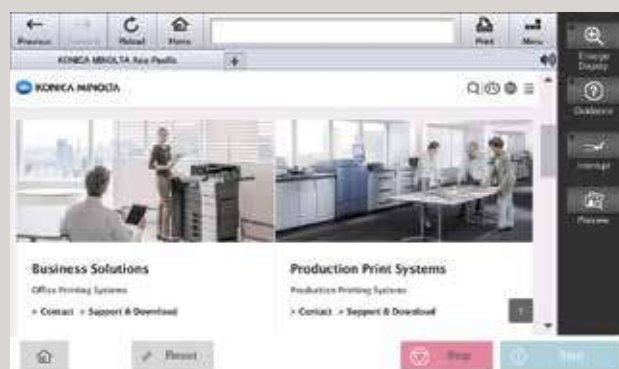 Previous Forward Reload Home Print Menu
KONICA MINOLTA Asia Pacific +
KONICA MINOLTA
Enlarge Display
Guidance
Interrupt
Preview
Business Solutions Production Print Systems
Office Printing Systems Production Printing Systems
> Contact > Support & Download > Contact > Support & Download
Reset Stop Start